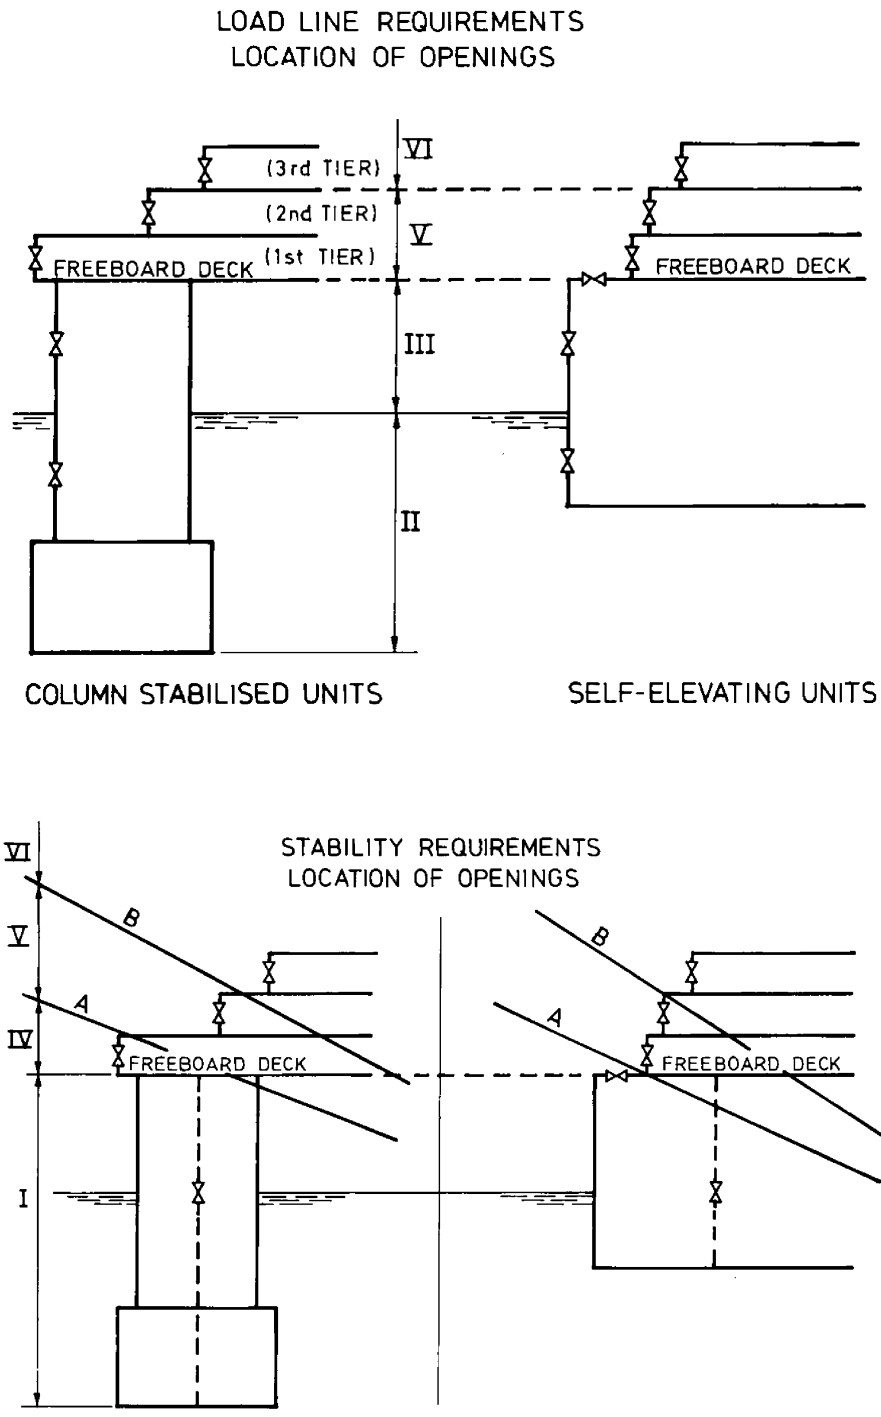 LOAD LINE REQUIREMENTS
LOCATION OF OPENINGS
VI
(3rd TIER)
(2nd TIER)
V
(1st TIER)
FREEBOARD DECK
FREEBOARD DECK
III
II
COLUMN STABILISED UNITS
SELF-ELEVATING UNITS
STABILITY REQUIREMENTS
LOCATION OF OPENINGS
VI
B
B
V
A
A
IV
FREEBOARD DECK
FREEBOARD DECK
I